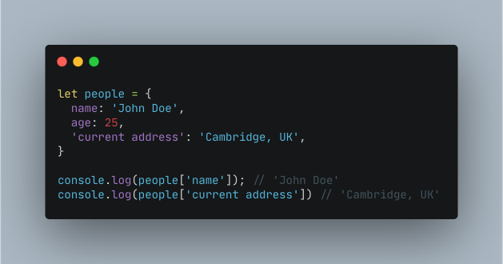 let people = {
  name: 'John Doe',
  age: 25,
  'current address': 'Cambridge, UK',
}

console.log(people['name']); // 'John Doe'
console.log(people['current address']) // 'Cambridge, UK'